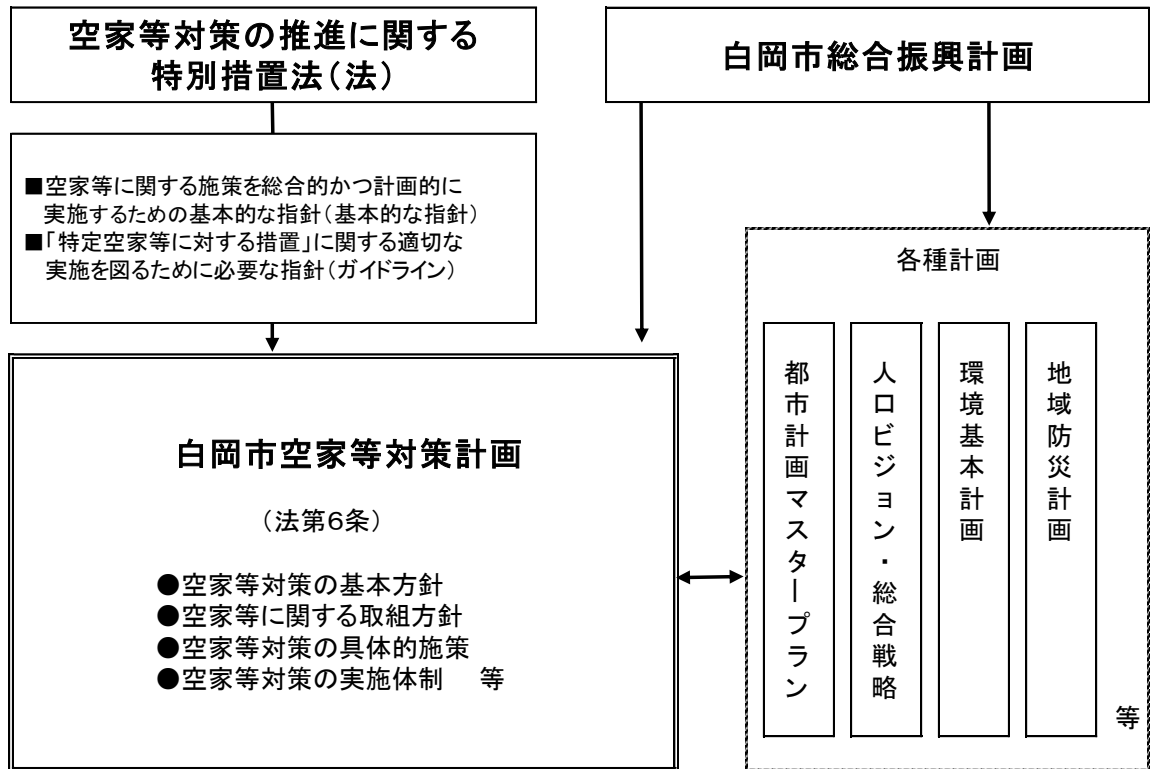 空家等対策の推進に関する
特別措置法(法)
白岡市総合振興計画
■空家等に関する施策を総合的かつ計画的に
実施するための基本的な指針(基本的な指針)
■「特定空家等に対する措置」に関する適切な
実施を図るために必要な指針(ガイドライン)
白岡市空家等対策計画
(法第6条)
●空家等対策の基本方針
●空家等に関する取組方針
●空家等対策の具体的施策
●空家等対策の実施体制 等
各種計画
都市計画マスタープラン
人口ビジョン・総合戦略
環境基本計画
地域防災計画
等